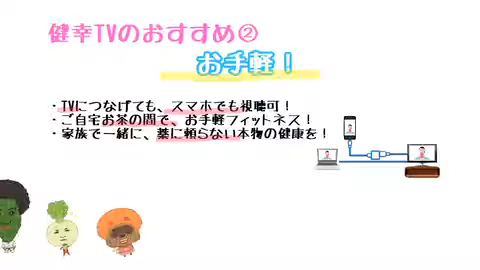 健幸TVのおすすめ②
お手軽！
・TVにつなげても、スマホでも視聴可！
・ご自宅お茶の間で、お手軽フィットネス！
・家族で一緒に、薬に頼らない本物の健康を！